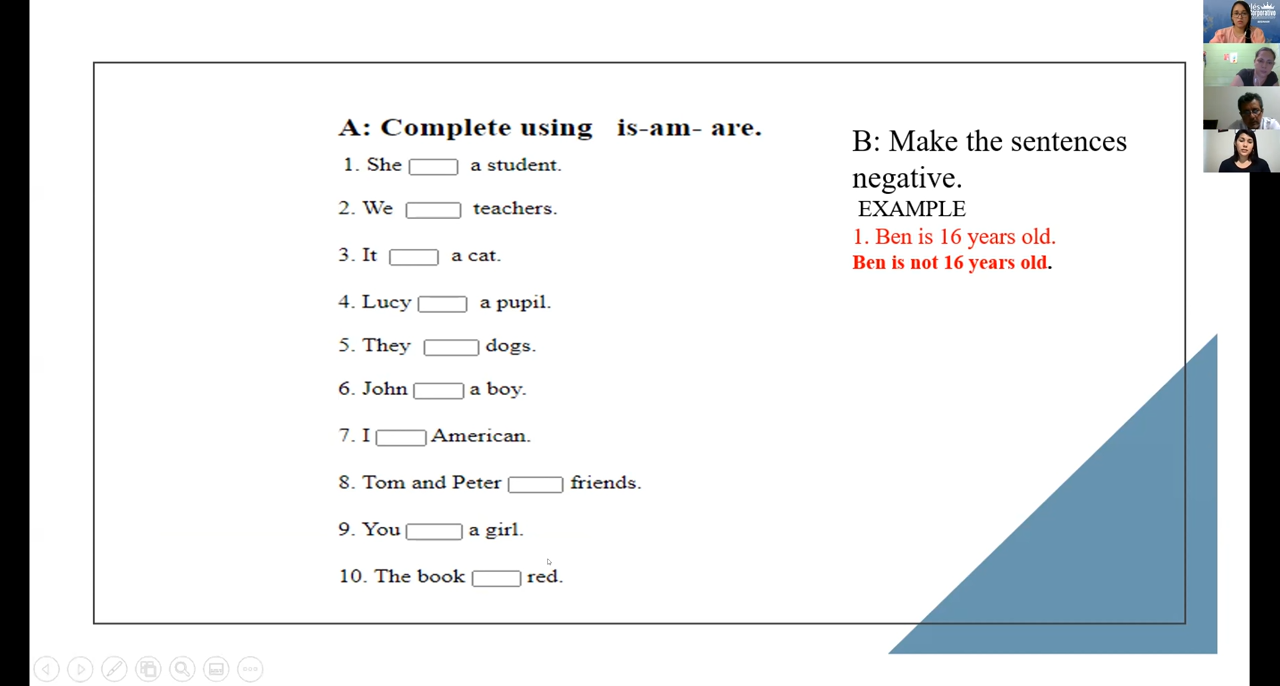 A: Complete using is-am- are.
1. She a student.
2. We teachers.
3. It a cat.
4. Lucy a pupil.
5. They dogs.
6. John a boy.
7. I American.
8. Tom and Peter friends.
9. You a girl.
10. The book red.
B: Make the sentences
negative.
EXAMPLE
1. Ben is 16 years old.
Ben is not 16 years old.